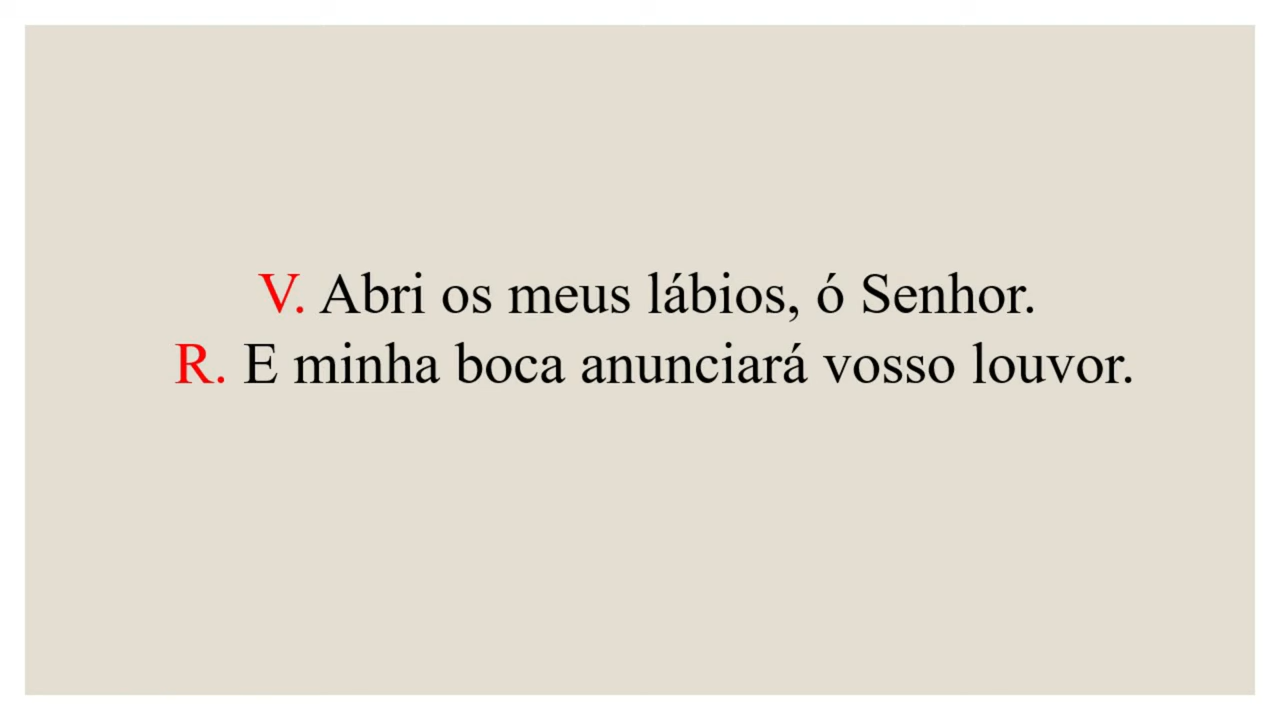 V. Abri os meus lábios, ó Senhor.
R. E minha boca anunciará vosso louvor.